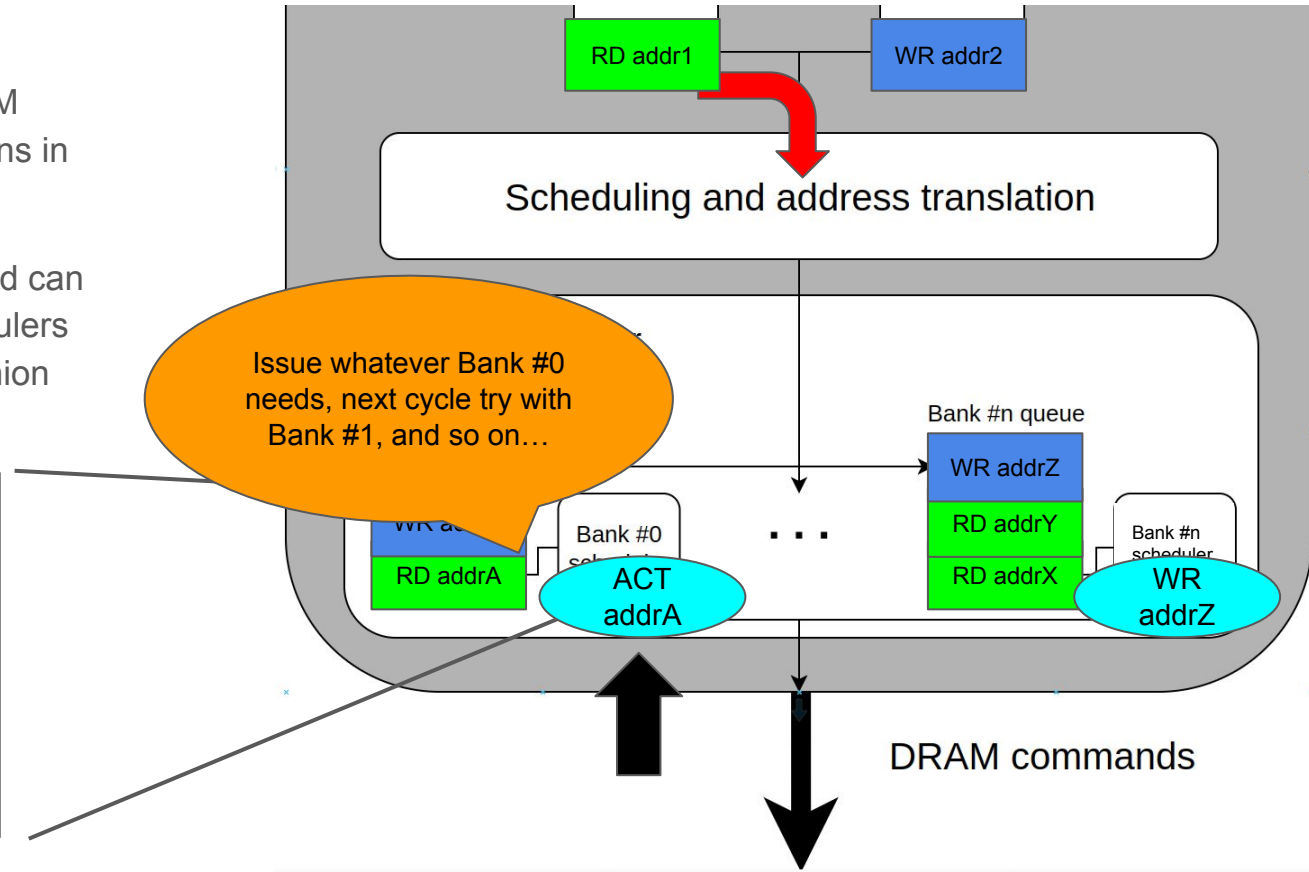 RD addr1
WR addr2
ns in
Scheduling and address translation
d can
ulers
nion
Issue whatever Bank #0
needs, next cycle try with
Bank #1, and so on…
Bank #n queue
WR addrZ
WR
Bank #0
. . .
RD addrY
Bank #n
scheduler
RD addrA
RD addrX
ACT
addrA
WR
addrZ
DRAM commands